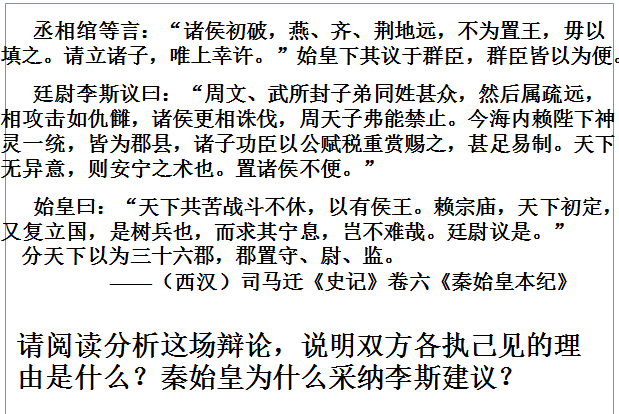 丞相绾等言：“诸侯初破，燕、齐、荆地远，不为置王，毋以
填之。请立诸子，唯上幸许。”始皇下其议于群臣，群臣皆以为便。
廷尉李斯议曰：“周文、武所封子弟同姓甚众，然后属疏远，
相攻击如仇雠，诸侯更相诛伐，周天子弗能禁止。今海内赖陛下神
灵一统，皆为郡县，诸子功臣以公赋税重赏赐之，甚足易制。天下
无异意，则安宁之术也。置诸侯不便。”
始皇曰：“天下共苦战斗不休，以有侯王。赖宗庙，天下初定，
又复立国，是树兵也，而求其宁息，岂不难哉。廷尉议是。”
分天下以为三十六郡，郡置守、尉、监。
——（西汉）司马迁《史记》卷六《秦始皇本纪》
请阅读分析这场辩论，说明双方各执己见的理
由是什么？秦始皇为什么采纳李斯建议？